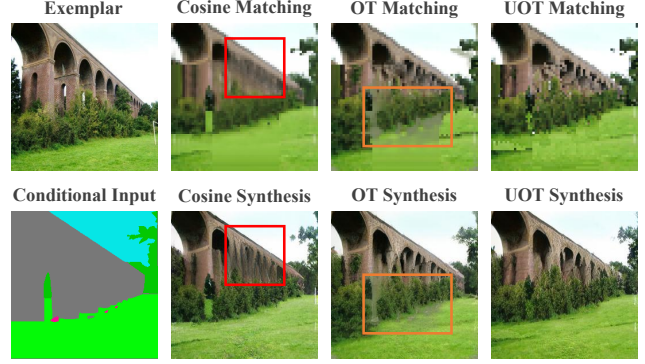 Exemplar Cosine Matching OT Matching UOT Matching
Conditional Input Cosine Synthesis OT Synthesis UOT Synthesis